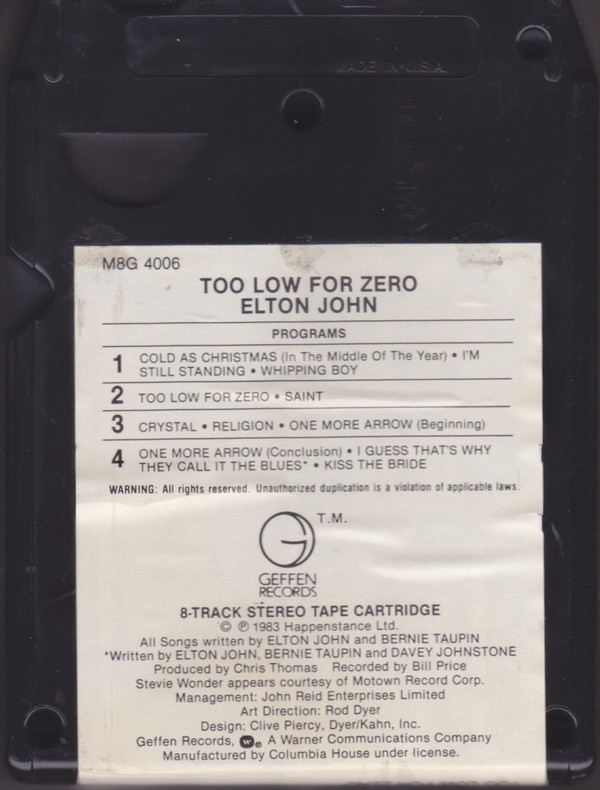 MADE IN U.S.A.
M8G 4006
TOO LOW FOR ZERO
ELTON JOHN
PROGRAMS
1 COLD AS CHRISTMAS (In The Middle Of The Year) • I'M
STILL STANDING • WHIPPING BOY
2 TOO LOW FOR ZERO • SAINT
3 CRYSTAL • RELIGION • ONE MORE ARROW (Beginning)
4 ONE MORE ARROW (Conclusion) • I GUESS THAT'S WHY
THEY CALL IT THE BLUES* • KISS THE BRIDE
WARNING: All rights reserved. Unauthorized duplication is a violation of applicable laws.
G T.M.
GEFFEN
RECORDS
8-TRACK STEREO TAPE CARTRIDGE
© ℗ 1983 Happenstance Ltd.
All Songs written by ELTON JOHN and BERNIE TAUPIN
*Written by ELTON JOHN, BERNIE TAUPIN and DAVEY JOHNSTONE
Produced by Chris Thomas Recorded by Bill Price
Stevie Wonder appears courtesy of Motown Record Corp.
Management: John Reid Enterprises Limited
Art Direction: Rod Dyer
Design: Clive Piercy, Dyer/Kahn, Inc.
Geffen Records, W ® A Warner Communications Company
Manufactured by Columbia House under license.